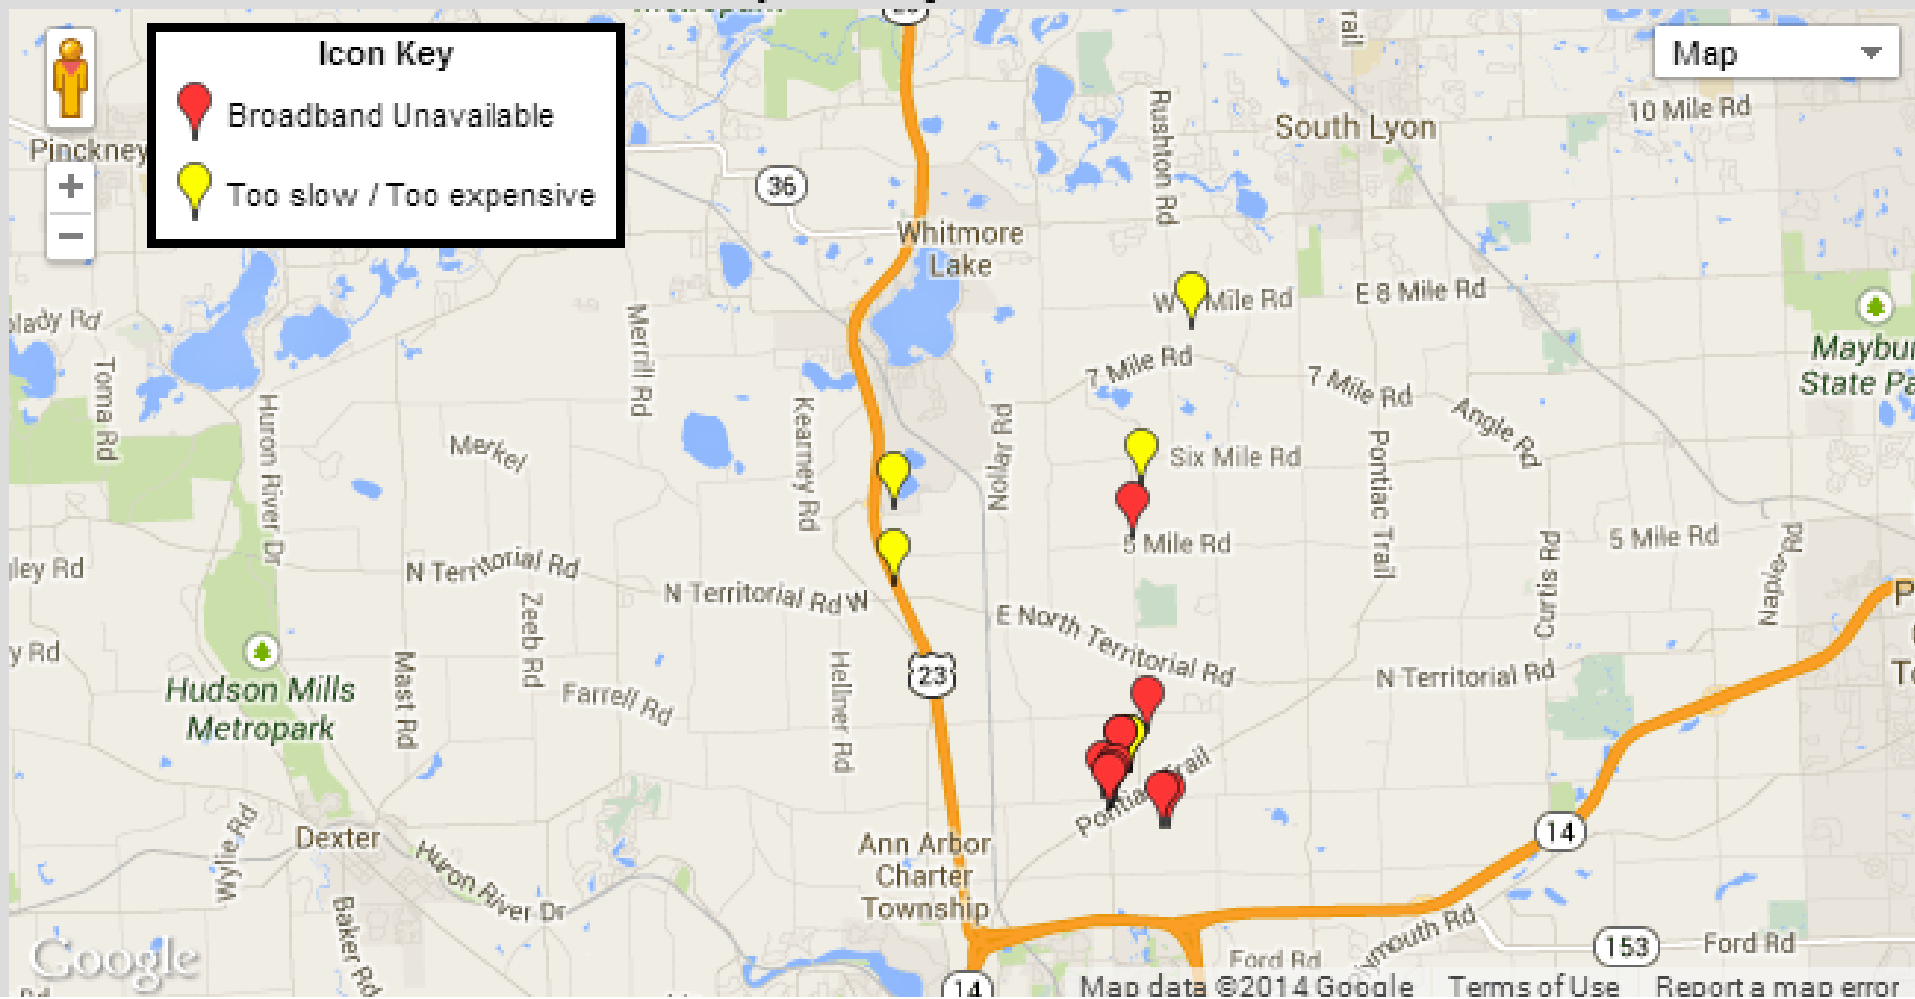 Icon Key
Broadband Unavailable
Too slow / Too expensive
Map
Pinckney
36
Whitmore
Lake
Rushton Rd
South Lyon
10 Mile Rd
Mile Rd
E 8 Mile Rd
7 Mile Rd
7 Mile Rd
Angle Rd
Toma Rd
Huron River Dr
Merrill Rd
Merkel
Kearney Rd
Six Mile Rd
Pontiac Trail
5 Mile Rd
5 Mile Rd
Curtis Rd
N Territorial Rd
Zeeb Rd
N Territorial Rd W
E North Territorial Rd
N Territorial Rd
23
Hudson Mills
Metropark
Mast Rd
Farrell Rd
Hellner Rd
Dexter
Wylie Rd
Huron River Dr
Baker Rd
Ann Arbor
Charter
Township
14
14
153
Ford Rd
Ford Rd
Google
Map data ©2014 Google
Terms of Use
Report a map error